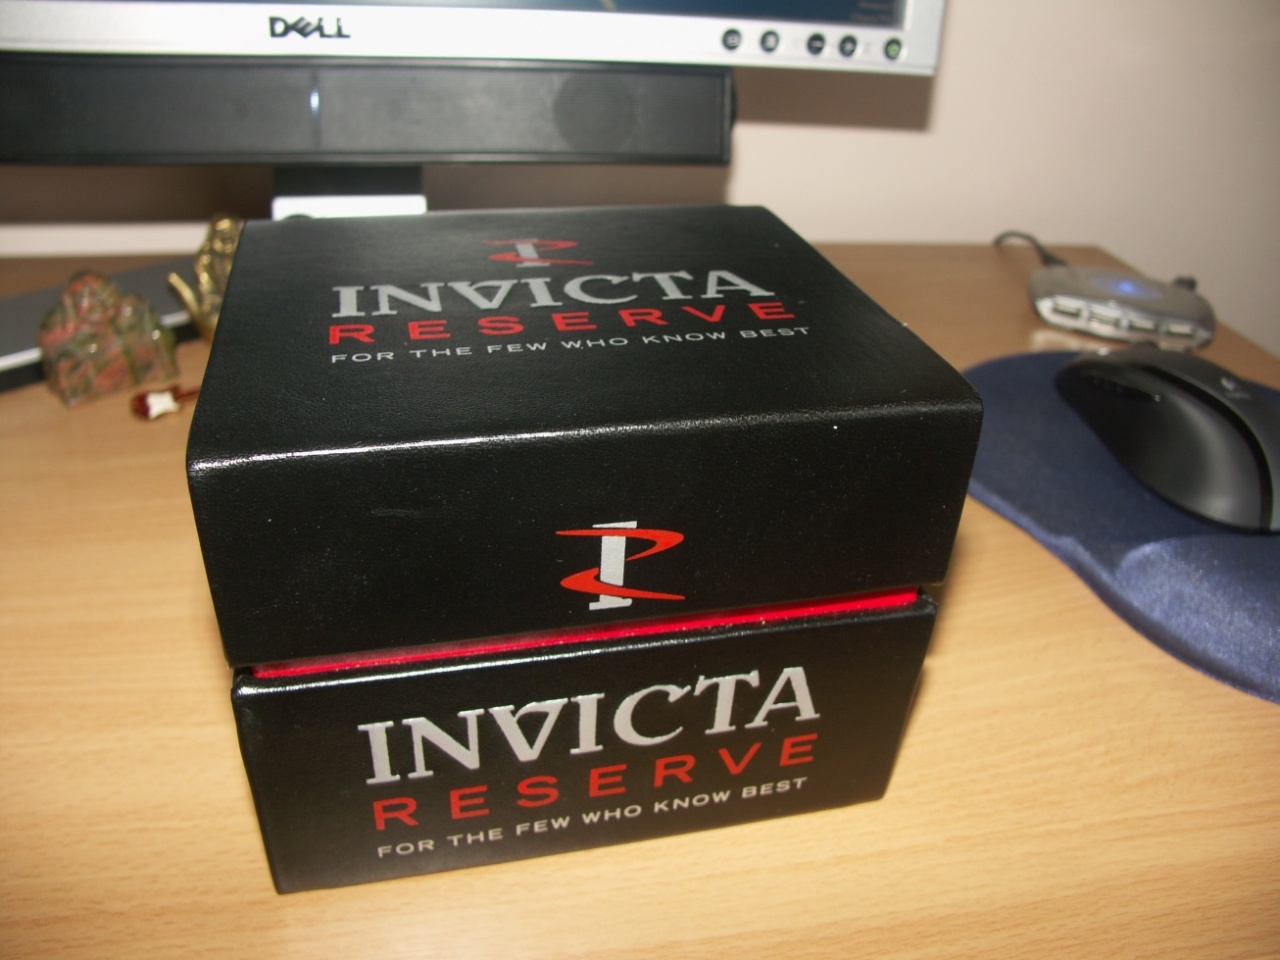 DELL
INVICTA
RESERVE
FOR THE FEW WHO KNOW BEST
INVICTA
RESERVE
FOR THE FEW WHO KNOW BEST